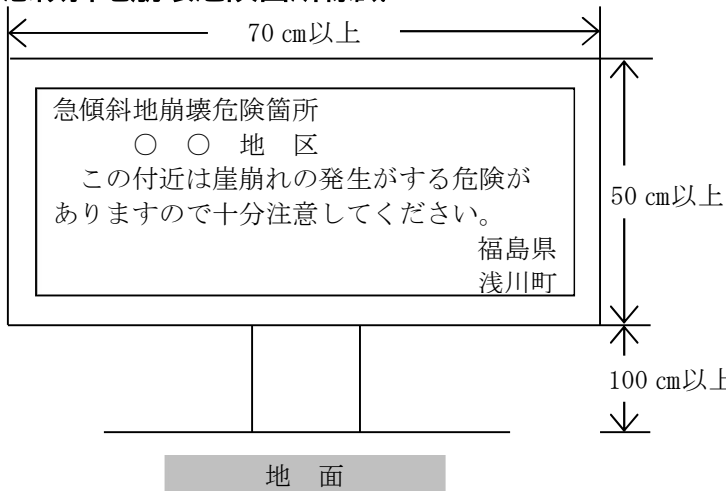 70 ㎝以上
急傾斜地崩壊危険箇所
○ ○ 地 区
この付近は崖崩れの発生がする危険が
ありますので十分注意してください。
福島県
浅川町
50 ㎝以上
100 ㎝以上
地 面